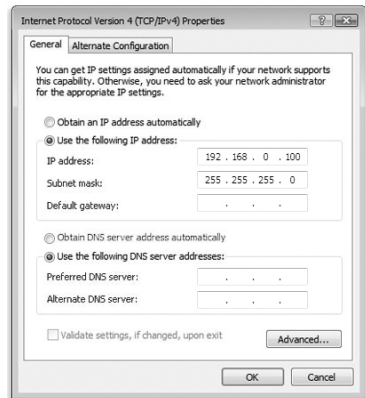 Internet Protocol Version 4 (TCP/IPv4) Properties
General Alternate Configuration
You can get IP settings assigned automatically if your network supports
this capability. Otherwise, you need to ask your network administrator
for the appropriate IP settings.
Obtain an IP address automatically
Use the following IP address:
IP address: 192 . 168 . 0 . 100
Subnet mask: 255 . 255 . 255 . 0
Default gateway: . . .
Obtain DNS server address automatically
Use the following DNS server addresses:
Preferred DNS server: . . .
Alternate DNS server: . . .
Validate settings, if changed, upon exit
Advanced...
OK Cancel